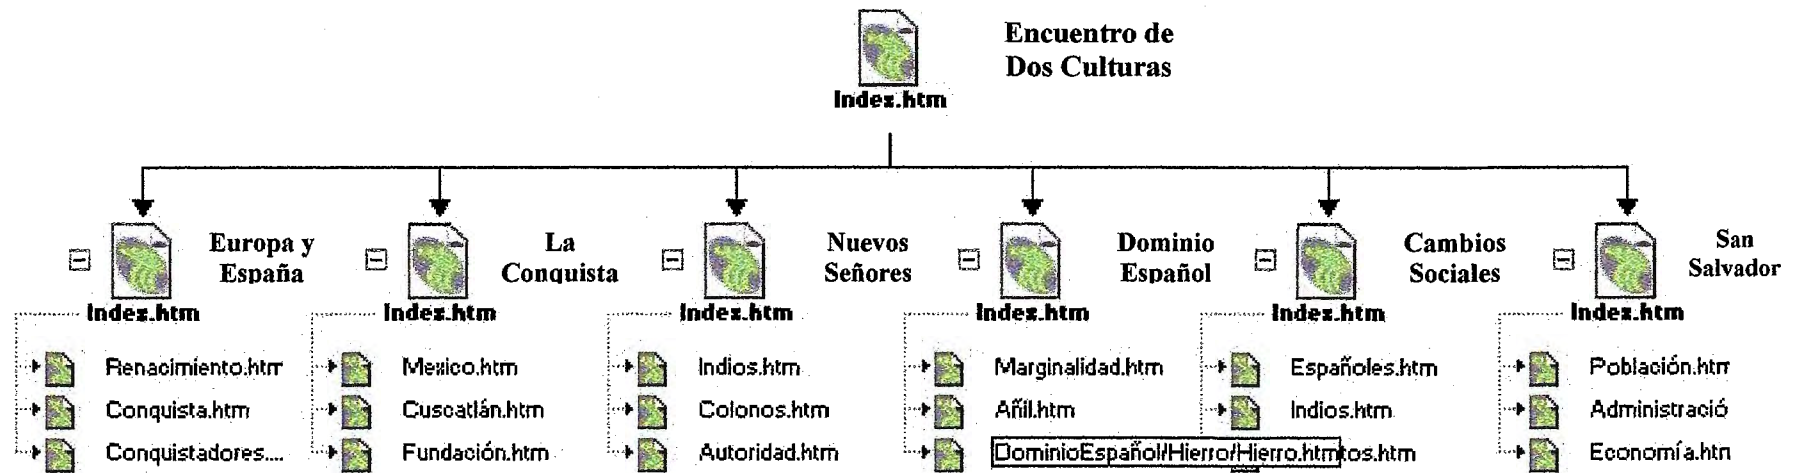 Encuentro de
Dos Culturas
Index.htm
Europa y
España
Index.htm
La
Conquista
Index.htm
Nuevos
Señores
Index.htm
Dominio
Español
Index.htm
Cambios
Sociales
Index.htm
San
Salvador
Index.htm
Renacimiento.htm
Conquista.htm
Conquistadores....
Mexico.htm
Cuscatlán.htm
Fundación.htm
Indios.htm
Colonos.htm
Autoridad.htm
Marginalidad.htm
Añil.htm
DominioEspañol/Hierro/Hierro.htm
Españoles.htm
Indios.htm
tos.htm
Población.htm
Administració
Economía.htm